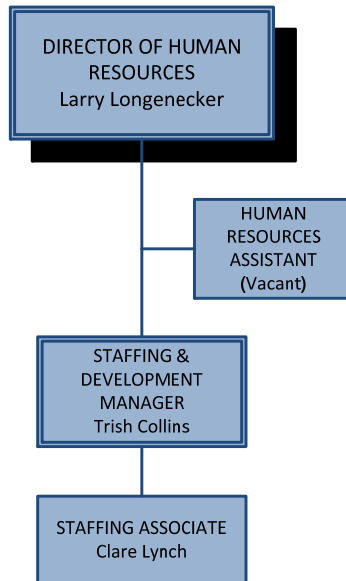 DIRECTOR OF HUMAN
RESOURCES
Larry Longenecker
HUMAN
RESOURCES
ASSISTANT
(Vacant)
STAFFING &
DEVELOPMENT
MANAGER
Trish Collins
STAFFING ASSOCIATE
Clare Lynch